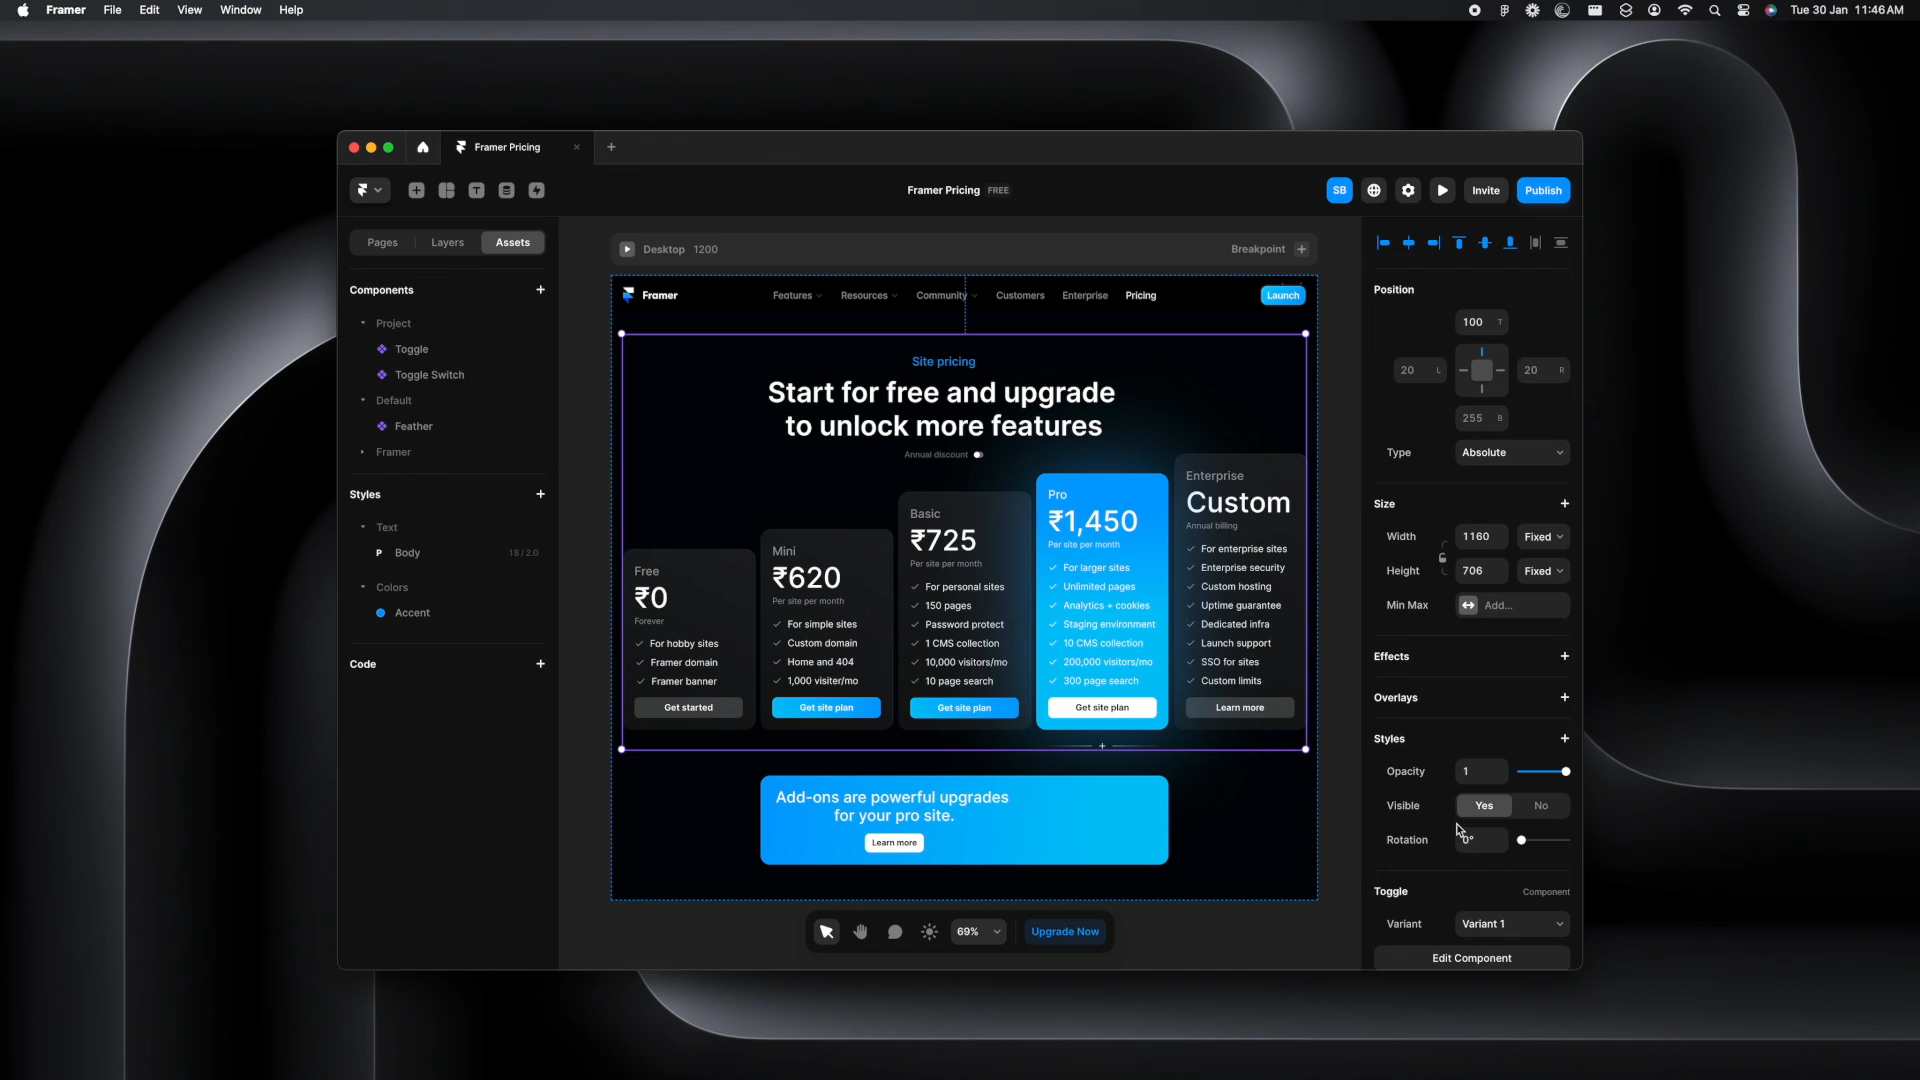 Framer File Edit View Window Help
Tue 30 Jan 11:46 AM
Framer Pricing
Framer Pricing FREE
SB
Invite
Publish
Pages Layers Assets
Components
Project
Toggle
Toggle Switch
Default
Feather
Framer
Styles
Text
P Body 18/2.0
Colors
Accent
Code
Desktop 1200
Breakpoint
Framer
Features
Resources
Community
Customers
Enterprise
Pricing
Launch
Site pricing
Start for free and upgrade
to unlock more features
Annual discount
Free
₹0
Forever
For hobby sites
Framer domain
Framer banner
Get started
Mini
₹620
Per site per month
For simple sites
Custom domain
Home and 404
1,000 visiter/mo
Get site plan
Basic
₹725
Per site per month
For personal sites
150 pages
Password protect
1 CMS collection
10,000 visitors/mo
10 page search
Get site plan
Pro
₹1,450
Per site per month
For larger sites
Unlimited pages
Analytics + cookies
Staging environment
10 CMS collection
200,000 visitors/mo
300 page search
Get site plan
Enterprise
Custom
Annual billing
For enterprise sites
Enterprise security
Custom hosting
Uptime guarantee
Dedicated infra
Launch support
SSO for sites
Custom limits
Learn more
Add-ons are powerful upgrades
for your pro site.
Learn more
69%
Upgrade Now
Position
100 T
20 L
20 R
255 B
Type Absolute
Size
Width 1160 Fixed
Height 706 Fixed
Min Max Add...
Effects
Overlays
Styles
Opacity 1
Visible Yes No
Rotation 0°
Toggle Component
Variant Variant 1
Edit Component